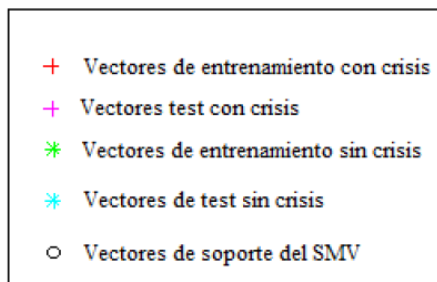 Vectores de entrenamiento con crisis
Vectores test con crisis
Vectores de entrenamiento sin crisis
Vectores de test sin crisis
Vectores de soporte del SMV